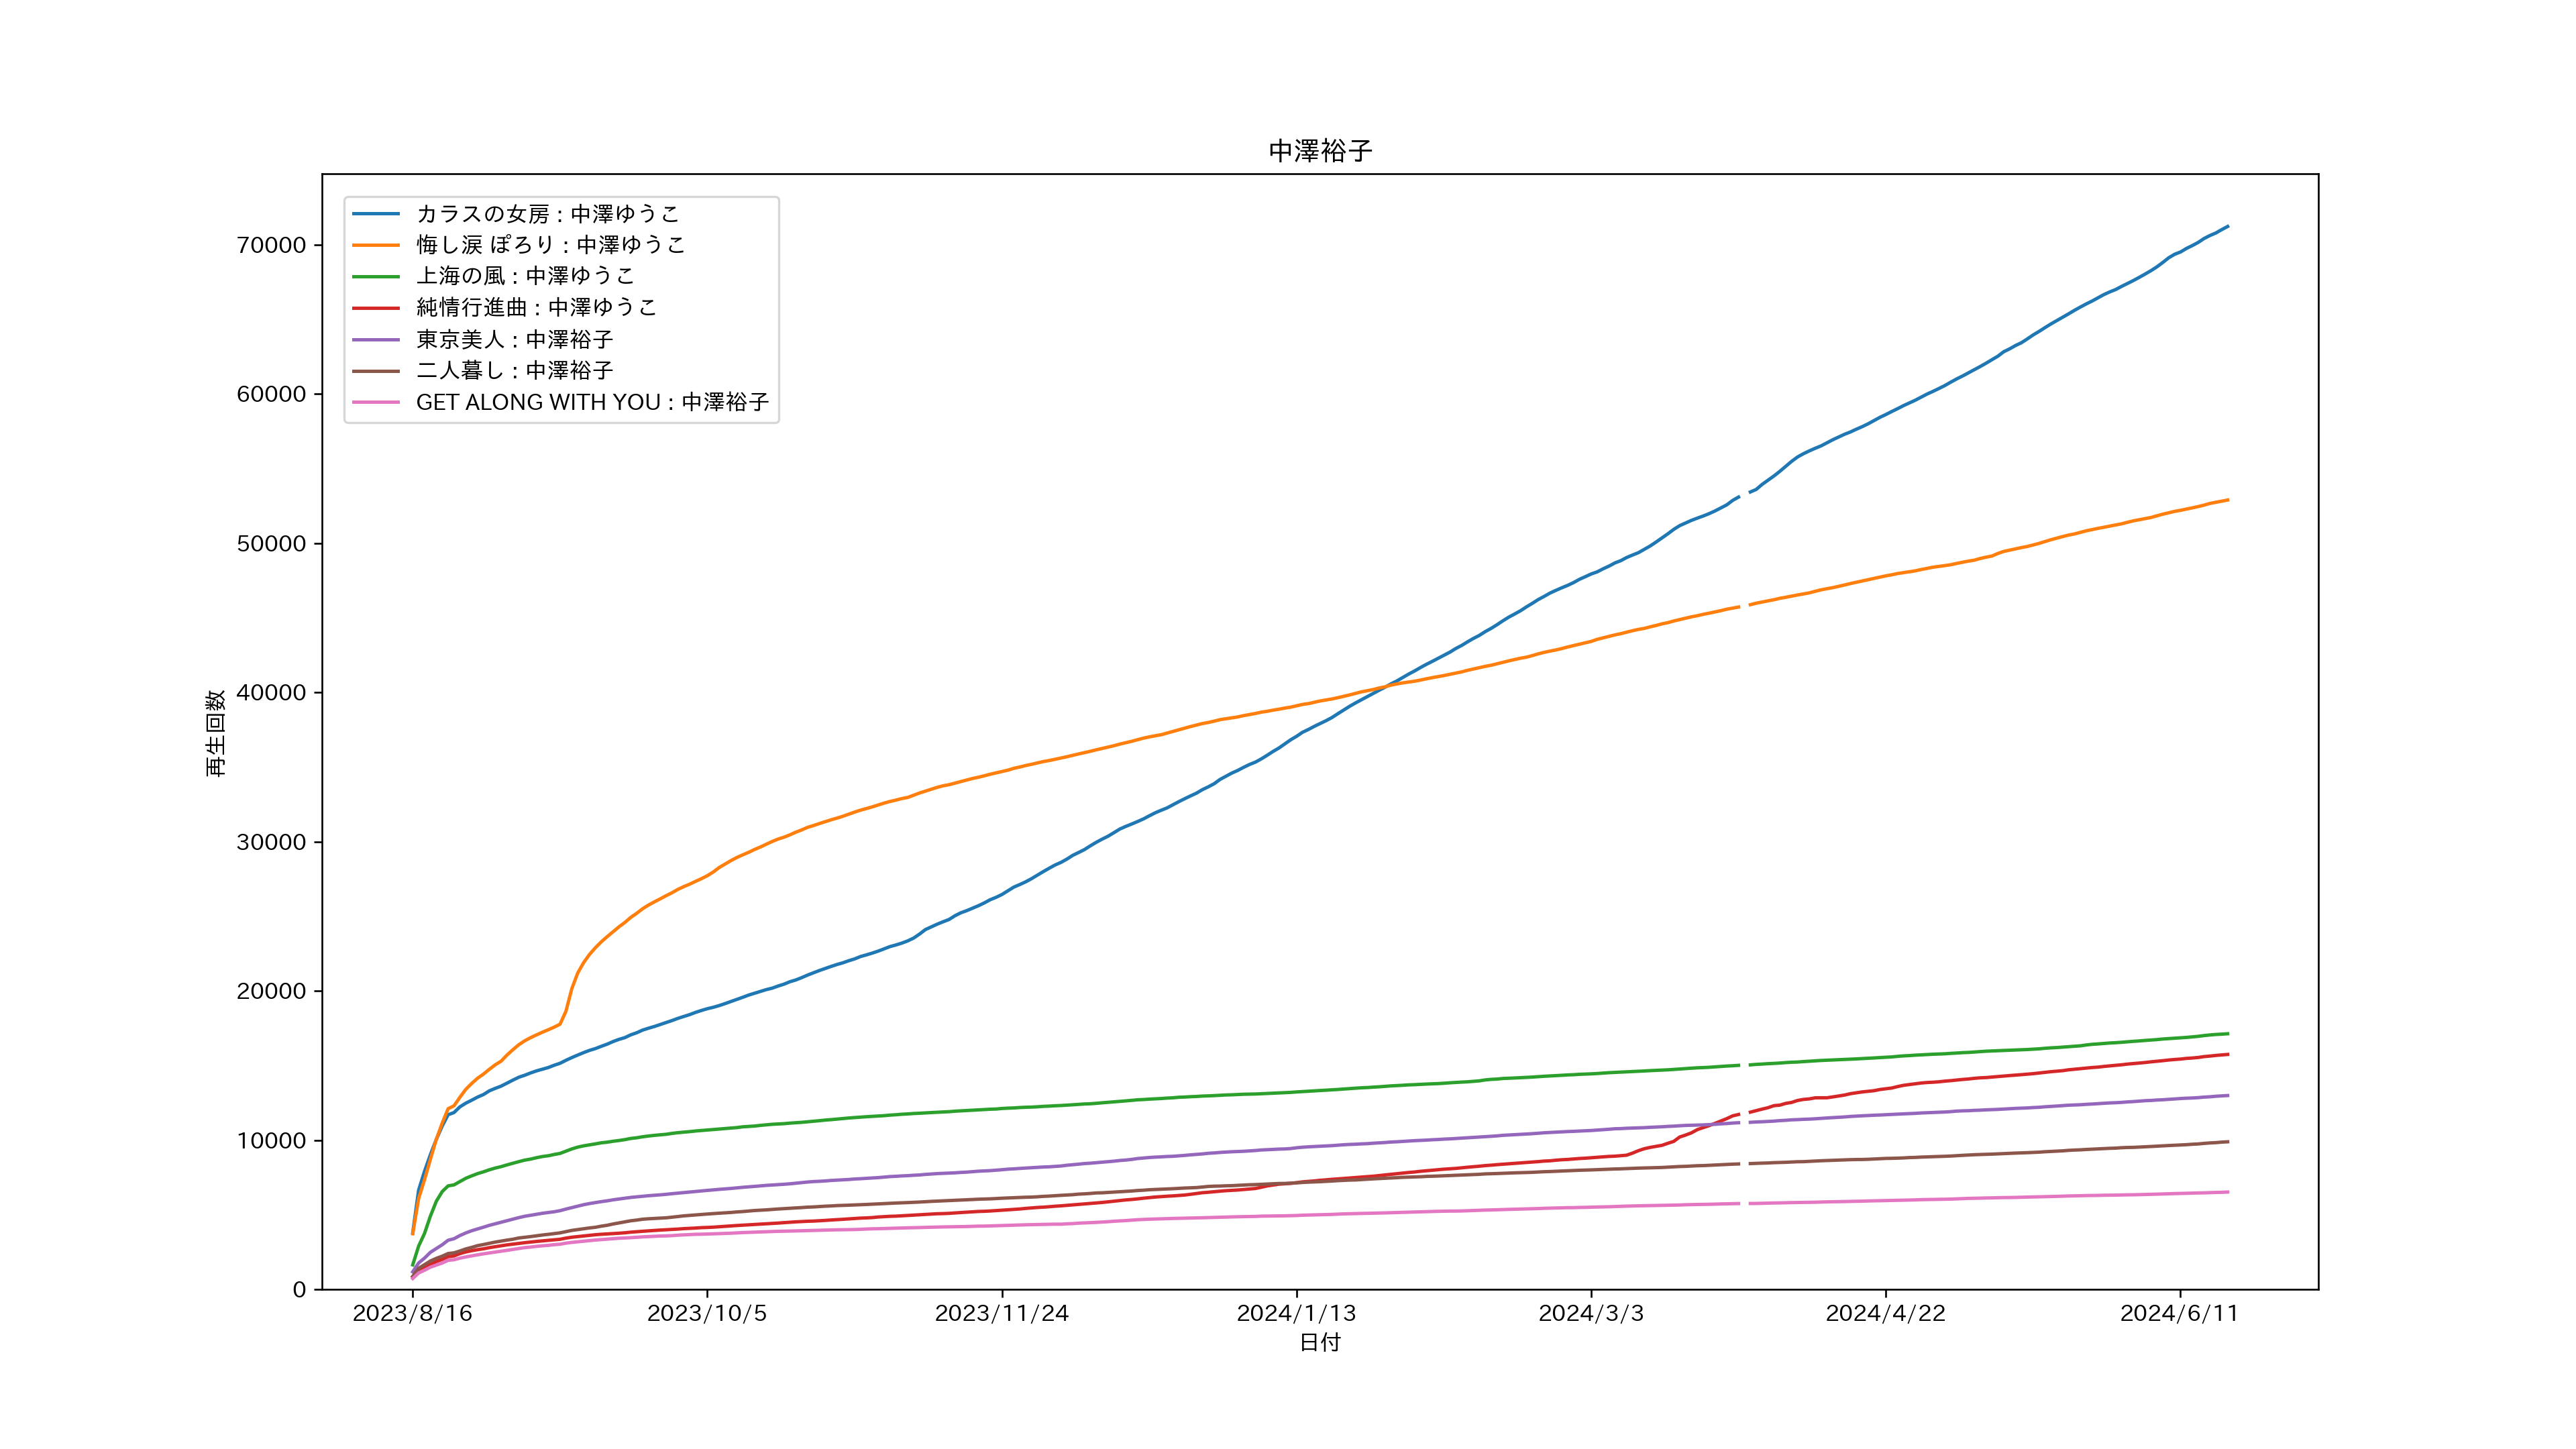 中澤裕子
カラスの女房 : 中澤ゆうこ
悔し涙 ぽろり : 中澤ゆうこ
上海の風 : 中澤ゆうこ
純情行進曲 : 中澤ゆうこ
東京美人 : 中澤裕子
二人暮し : 中澤裕子
GET ALONG WITH YOU : 中澤裕子
再生回数
70000
60000
50000
40000
30000
20000
10000
0
2023/8/16 2023/10/5 2023/11/24 2024/1/13 2024/3/3 2024/4/22 2024/6/11
日付